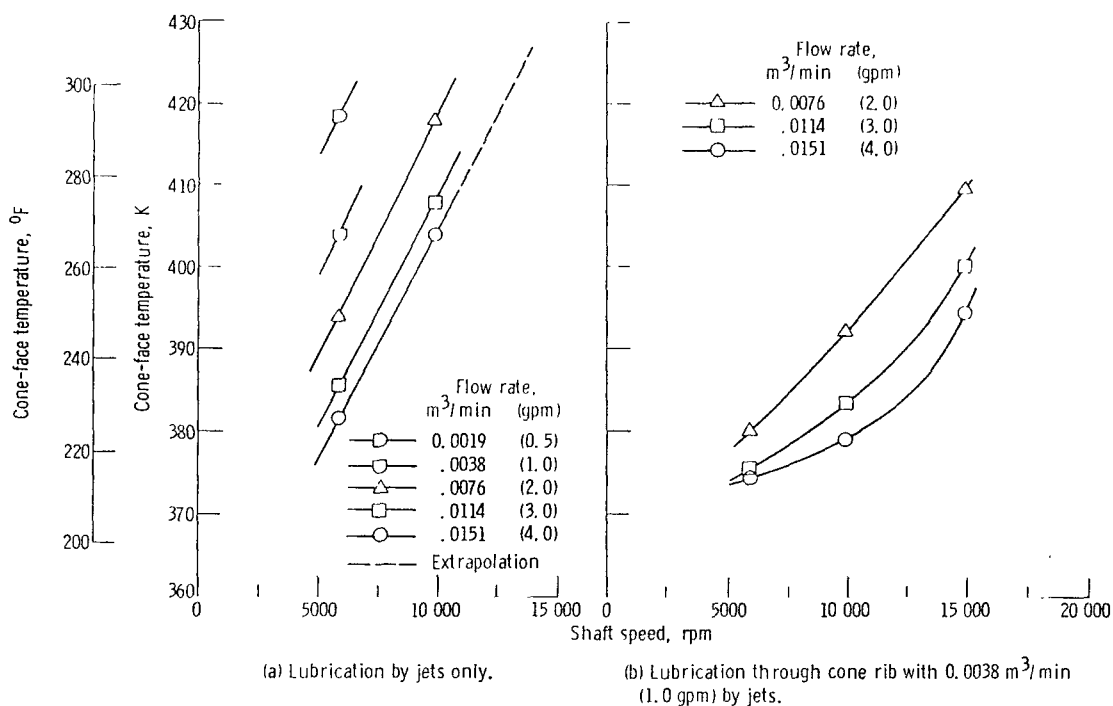 Cone-face temperature, °F
300
280
260
240
220
200
Cone-face temperature, K
430
420
410
400
390
380
370
360
Flow rate,
m³/min (gpm)
0.0019 (0.5)
.0038 (1.0)
.0076 (2.0)
.0114 (3.0)
.0151 (4.0)
Extrapolation
0 5000 10 000 15 000
Flow rate,
m³/min (gpm)
0.0076 (2.0)
.0114 (3.0)
.0151 (4.0)
0 5000 10 000 15 000 20 000
Shaft speed, rpm
(a) Lubrication by jets only.
(b) Lubrication through cone rib with 0.0038 m³/min
(1.0 gpm) by jets.